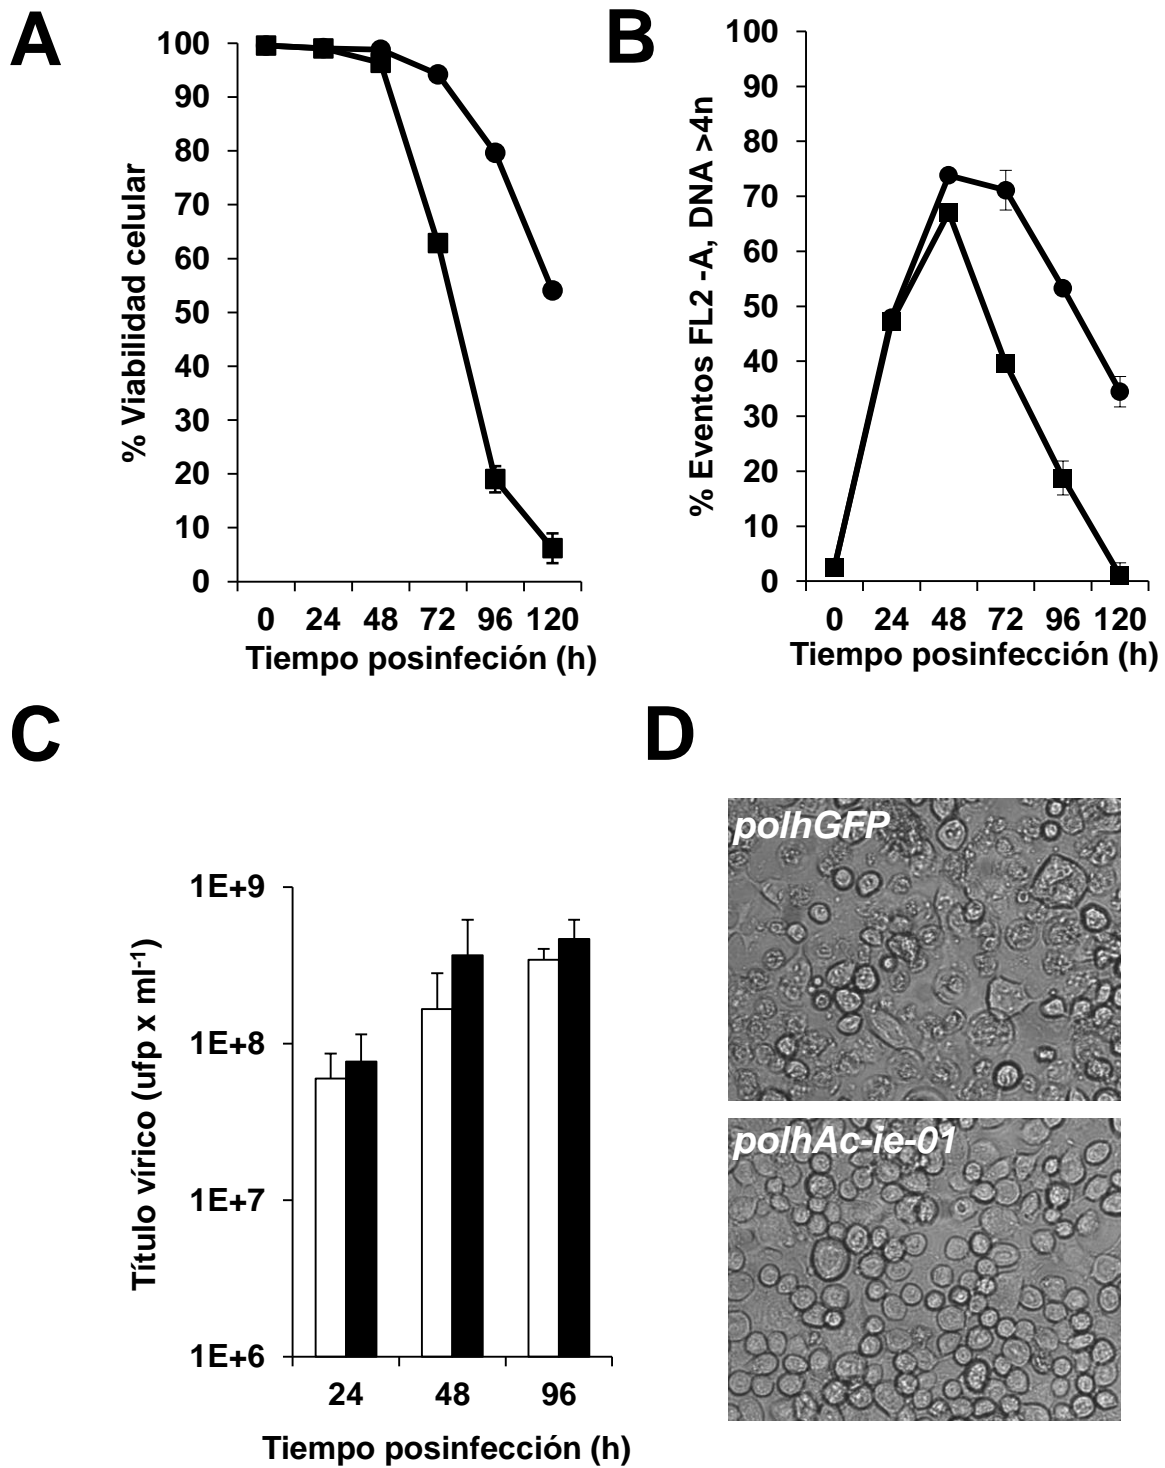 A
100
90
80
70
60
50
40
30
20
10
0
% Viabilidad celular
0 24 48 72 96 120
Tiempo posinfeción (h)
B
100
90
80
70
60
50
40
30
20
10
0
% Eventos FL2 -A, DNA >4n
0 24 48 72 96 120
Tiempo posinfección (h)
C
1E+9
1E+8
1E+7
1E+6
Título vírico (ufp x ml-1)
24 48 96
Tiempo posinfección (h)
D
polhGFP
polhAc-ie-01